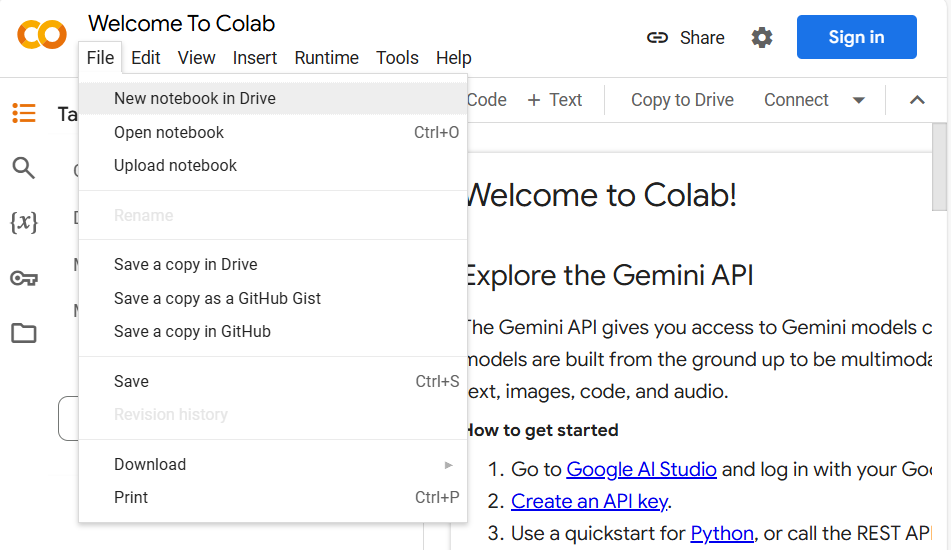 Welcome To Colab
File Edit View Insert Runtime Tools Help
Share
Sign in
New notebook in Drive
Open notebook Ctrl+O
Upload notebook
Rename
Save a copy in Drive
Save a copy as a GitHub Gist
Save a copy in GitHub
Save Ctrl+S
Revision history
Download
Print Ctrl+P
Ta
{x}
Code + Text Copy to Drive Connect
Welcome to Colab!
Explore the Gemini API
The Gemini API gives you access to Gemini models c
models are built from the ground up to be multimoda
text, images, code, and audio.
How to get started
1. Go to Google AI Studio and log in with your Goo
2. Create an API key.
3. Use a quickstart for Python, or call the REST API